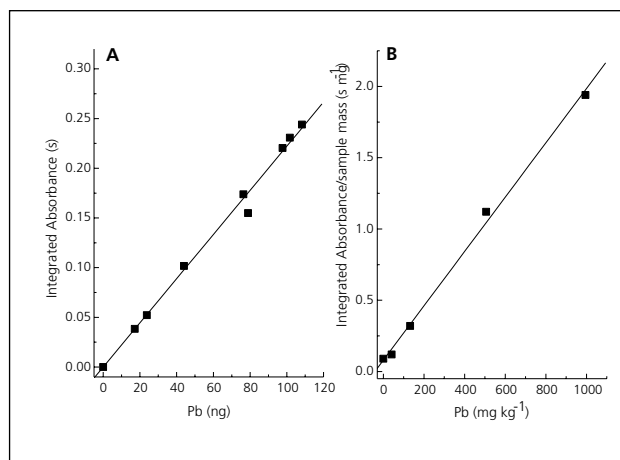 A
0.30
0.25
0.20
0.15
0.10
0.05
0.00
Integrated Absorbance (s)
0 20 40 60 80 100 120
Pb (ng)
B
2.0
1.5
1.0
0.5
0.0
Integrated Absorbance/sample mass (s mg-1)
0 200 400 600 800 1000
Pb (mg kg-1)